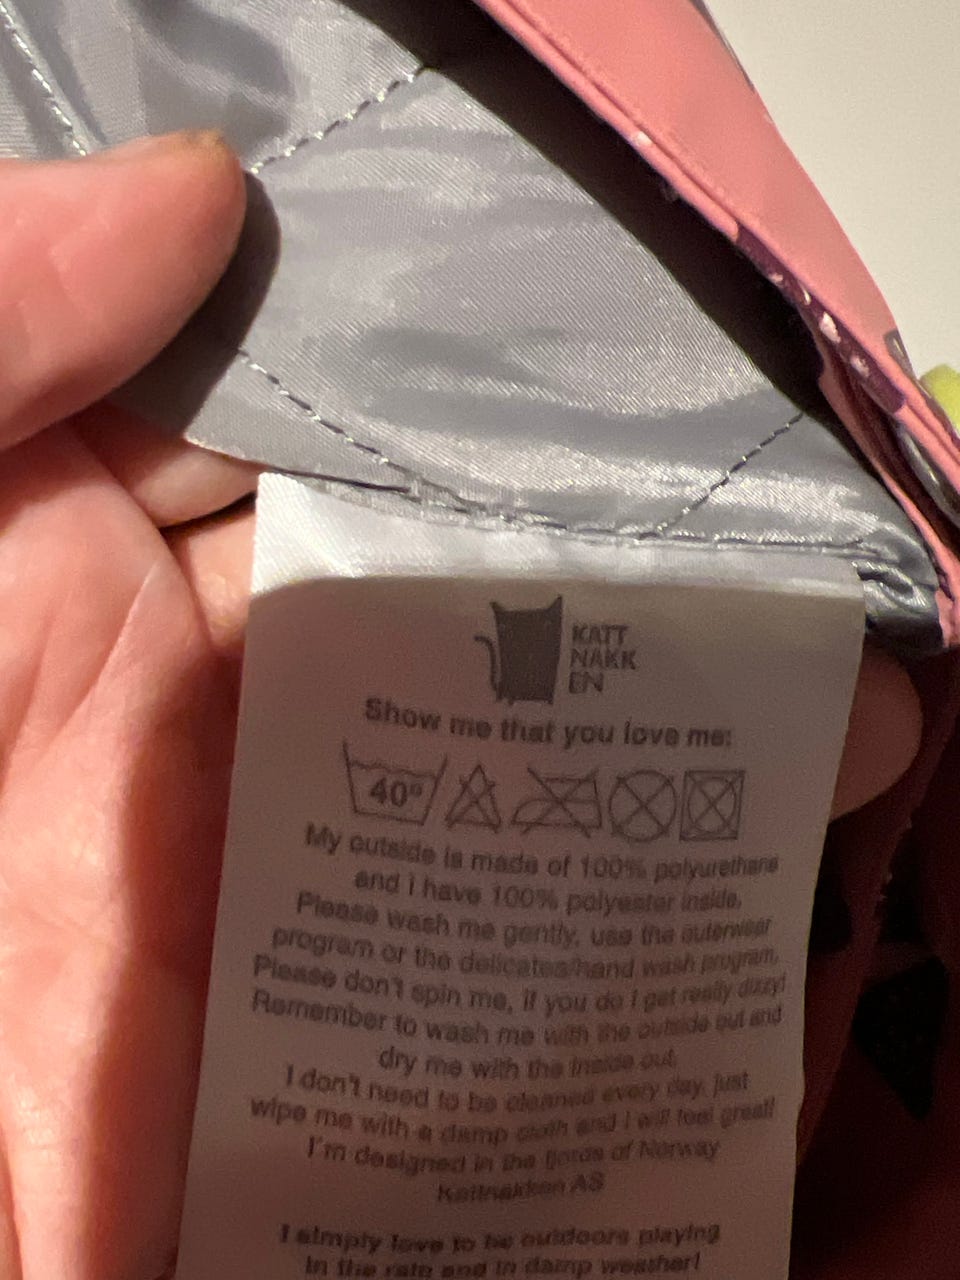 KATT
NAKK
EN
Show me that you love me:
40°
My outside is made of 100% polyurethane
and i have 100% polyester inside.
Please wash me gently, use the outerwear
program or the delicates/hand wash program.
Please don't spin me, if you do I get really dizzy!
Remember to wash me with the outside out and
dry me with the inside out.
I don't need to be cleaned every day, just
wipe me with a damp cloth and I will feel great!
I'm designed in the fjords of Norway
Kattnakken AS
I simply love to be outdoors playing
in the rain and in damp weather!